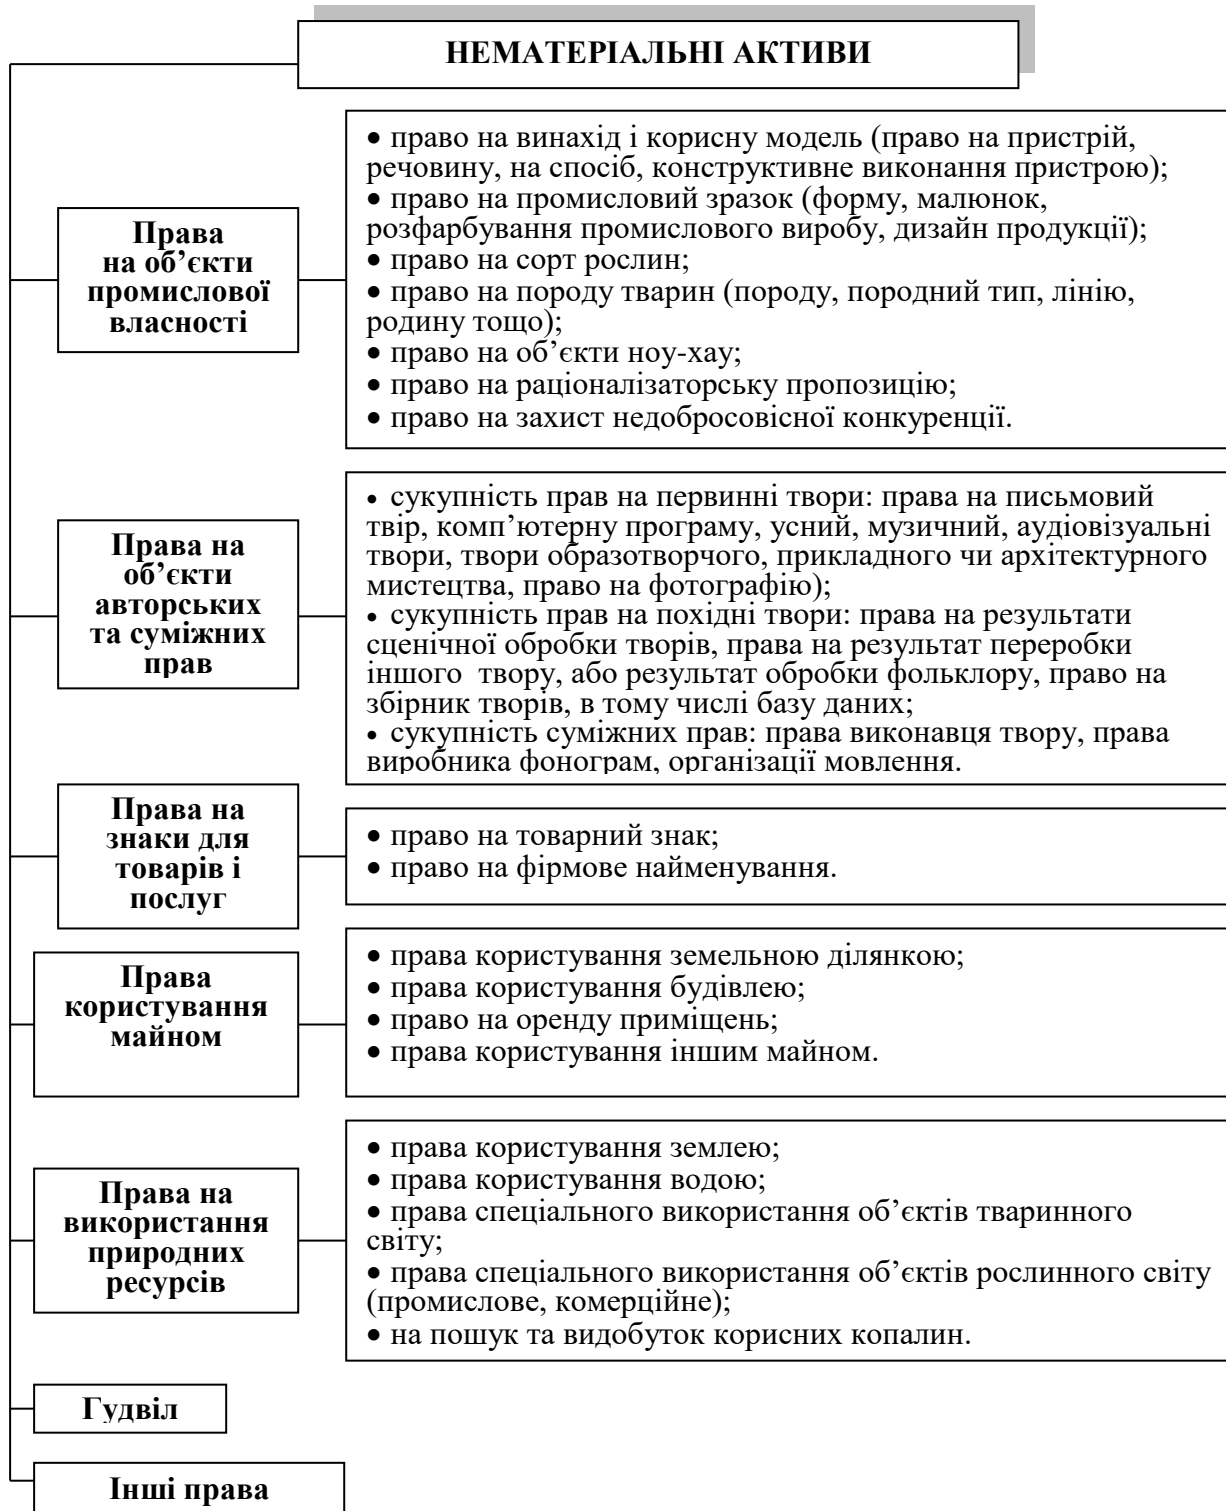 НЕМАТЕРІАЛЬНІ АКТИВИ
Права
на об’єкти
промислової
власності
• право на винахід і корисну модель (право на пристрій,
речовину, на спосіб, конструктивне виконання пристрою);
• право на промисловий зразок (форму, малюнок,
розфарбування промислового виробу, дизайн продукції);
• право на сорт рослин;
• право на породу тварин (породу, породний тип, лінію,
родину тощо);
• право на об’єкти ноу-хау;
• право на раціоналізаторську пропозицію;
• право на захист недобросовісної конкуренції.
Права на
об’єкти
авторських
та суміжних
прав
• сукупність прав на первинні твори: права на письмовий
твір, комп’ютерну програму, усний, музичний, аудіовізуальні
твори, твори образотворчого, прикладного чи архітектурного
мистецтва, право на фотографію);
• сукупність прав на похідні твори: права на результати
сценічної обробки творів, права на результат переробки
іншого твору, або результат обробки фольклору, право на
збірник творів, в тому числі базу даних;
• сукупність суміжних прав: права виконавця твору, права
виробника фонограм, організації мовлення.
Права на
знаки для
товарів і
послуг
• право на товарний знак;
• право на фірмове найменування.
Права
користування
майном
• права користування земельною ділянкою;
• права користування будівлею;
• право на оренду приміщень;
• права користування іншим майном.
Права на
використання
природних
ресурсів
• права користування землею;
• права користування водою;
• права спеціального використання об’єктів тваринного
світу;
• права спеціального використання об’єктів рослинного світу
(промислове, комерційне);
• на пошук та видобуток корисних копалин.
Гудвіл
Інші права